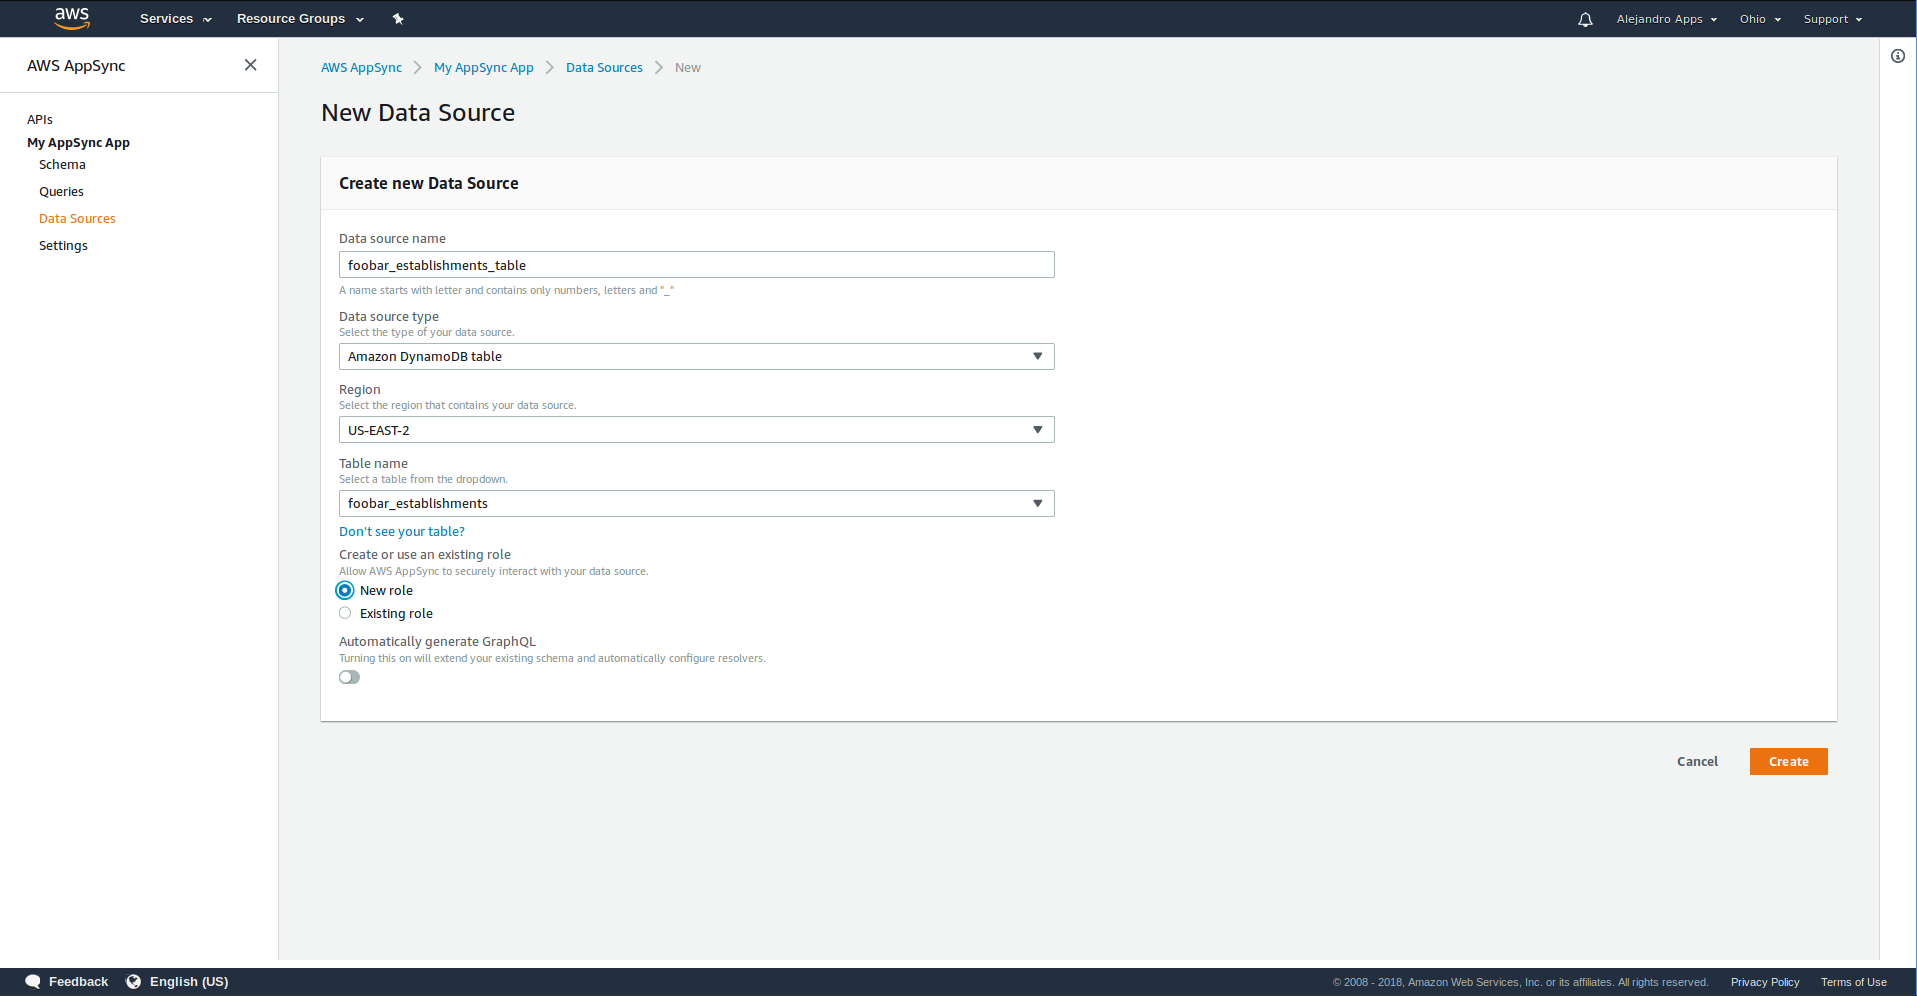 aws Services Resource Groups Alejandro Apps Ohio Support
AWS AppSync
APIs
My AppSync App
Schema
Queries
Data Sources
Settings
AWS AppSync My AppSync App Data Sources New
New Data Source
Create new Data Source
Data source name
foobar_establishments_table
A name starts with letter and contains only numbers, letters and "_"
Data source type
Select the type of your data source.
Amazon DynamoDB table
Region
Select the region that contains your data source.
US-EAST-2
Table name
Select a table from the dropdown.
foobar_establishments
Don't see your table?
Create or use an existing role
Allow AWS AppSync to securely interact with your data source.
New role
Existing role
Automatically generate GraphQL
Turning this on will extend your existing schema and automatically configure resolvers.
Cancel Create
Feedback English (US) © 2008 - 2018, Amazon Web Services, Inc. or its affiliates. All rights reserved. Privacy Policy Terms of Use